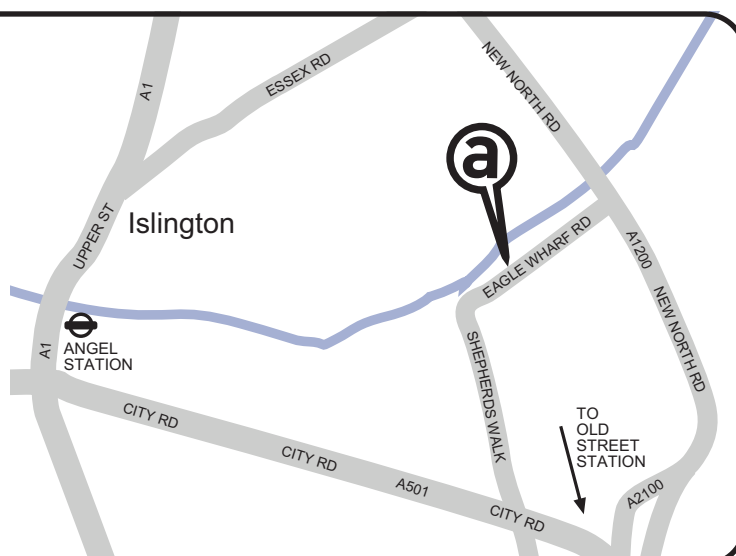 A1
ESSEX RD
NEW NORTH RD
a
UPPER ST
Islington
EAGLE WHARF RD
A1200
NEW NORTH RD
A1
ANGEL
STATION
SHEPHERDS WALK
CITY RD
CITY RD
A501
CITY RD
TO
OLD
STREET
STATION
A2100